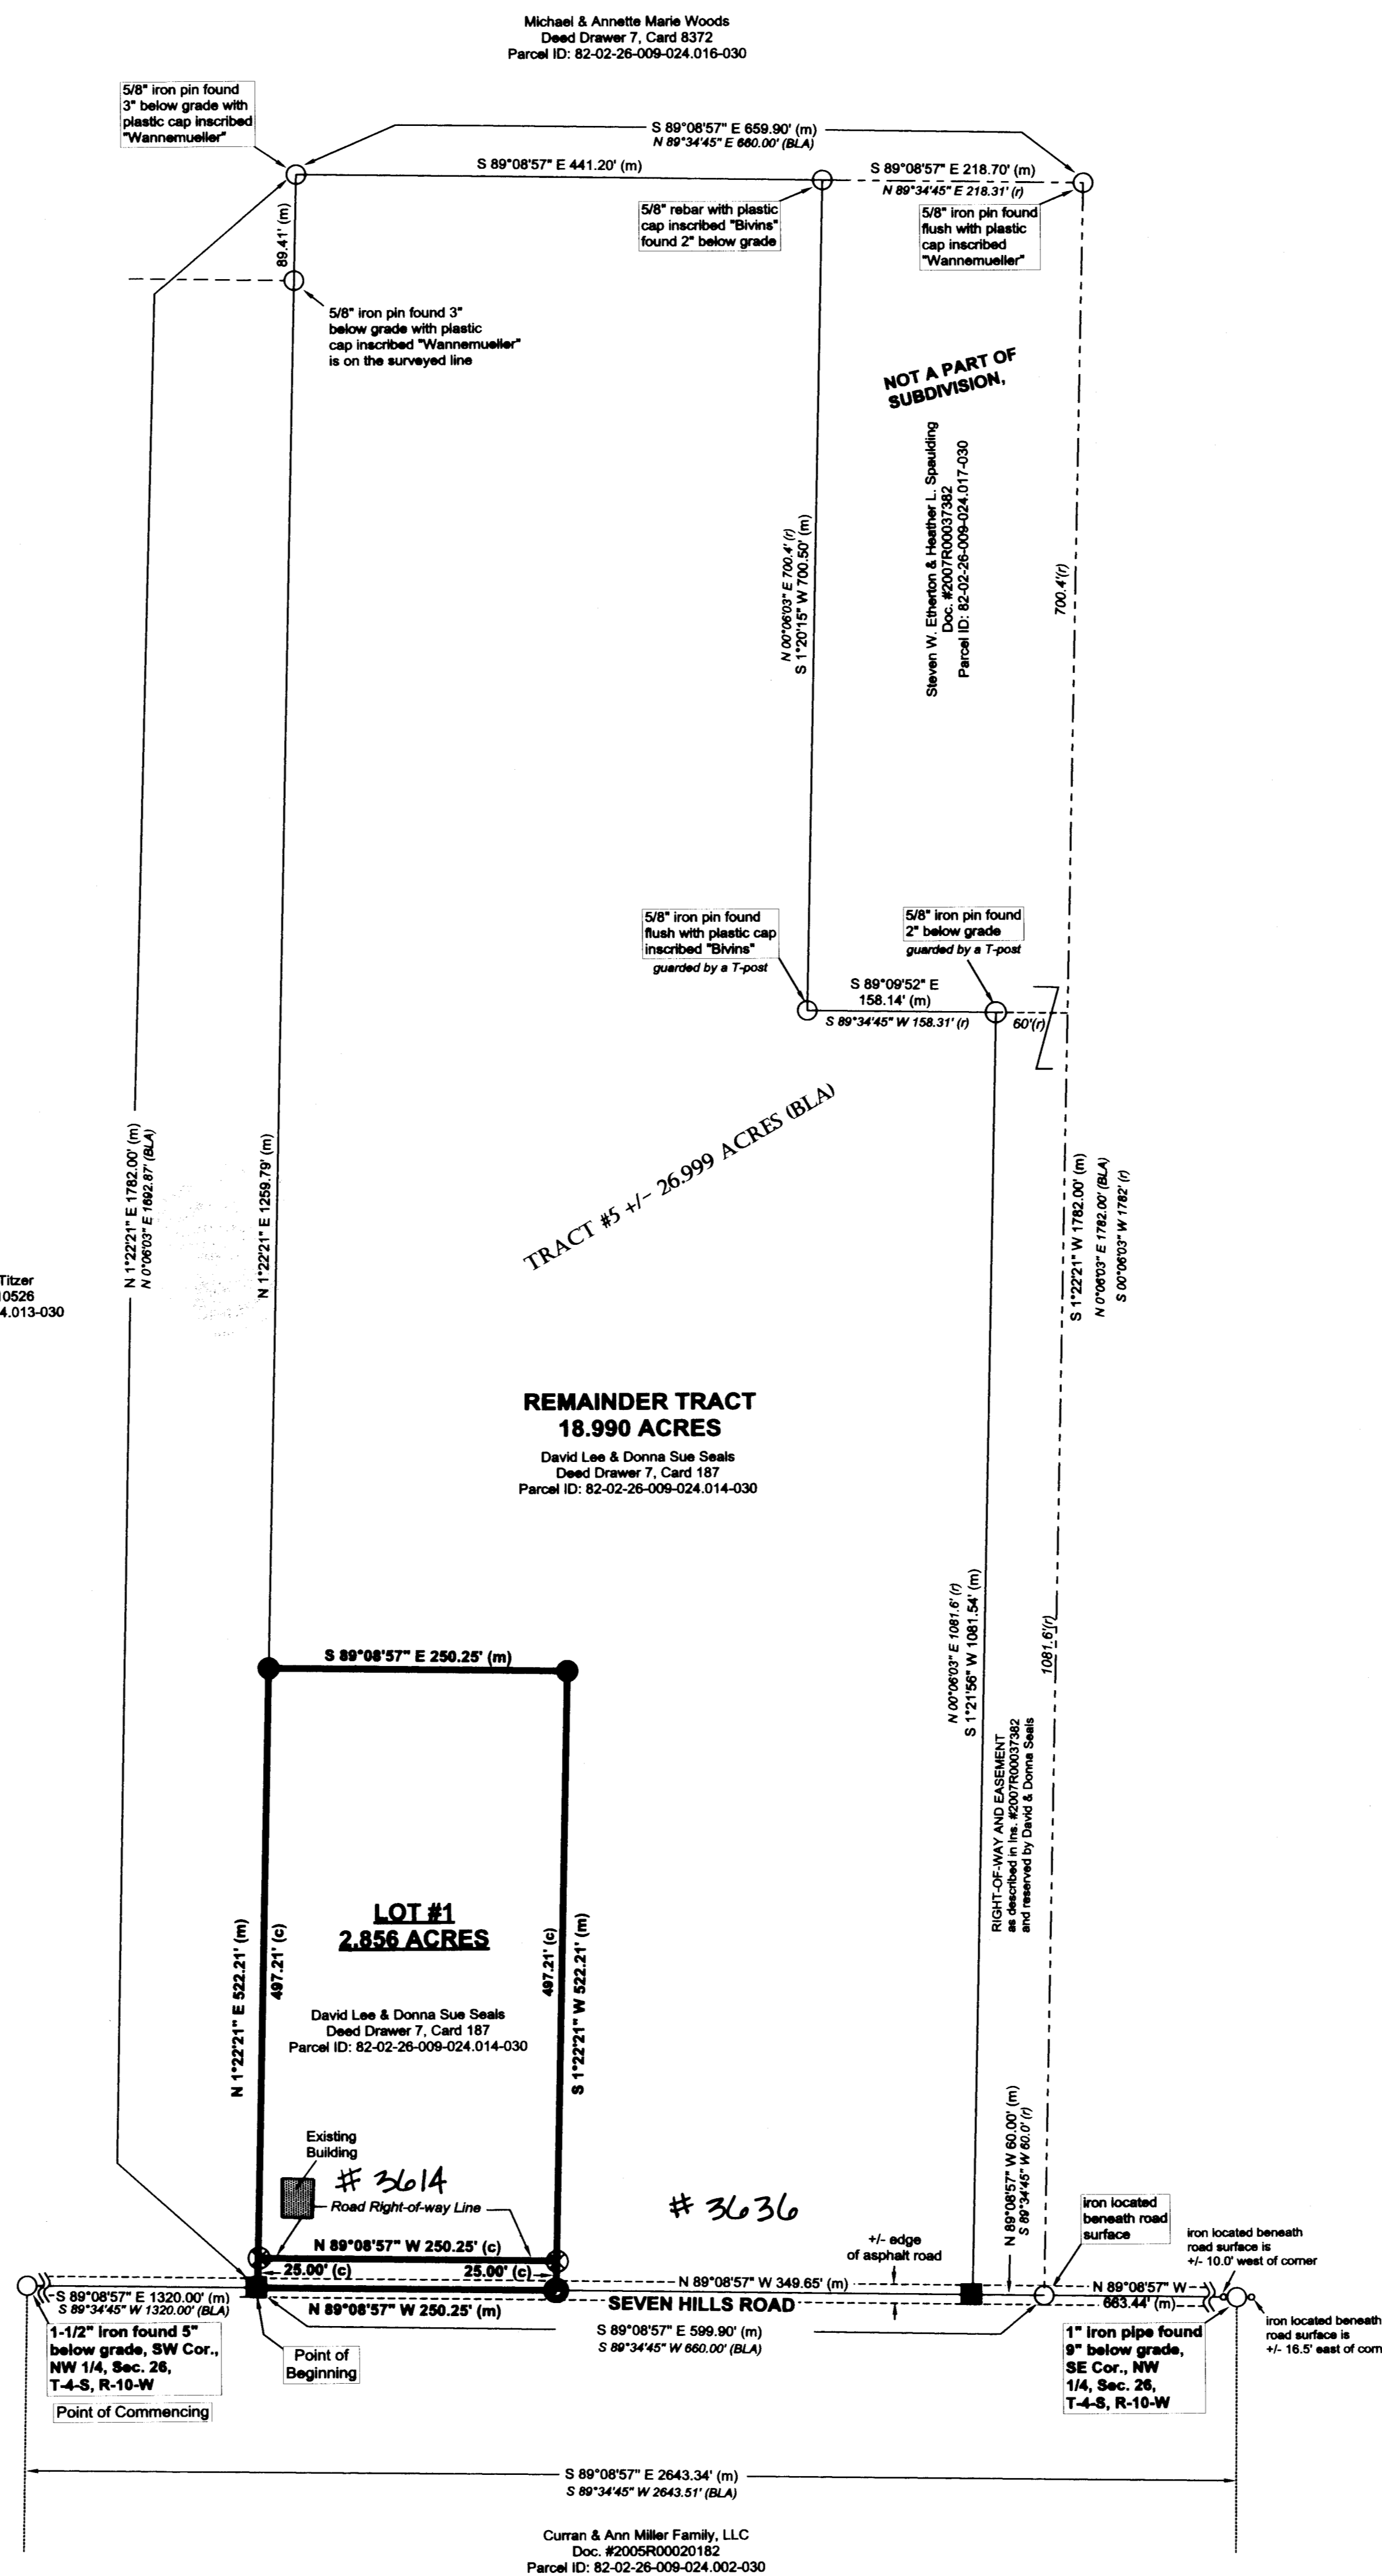 Michael & Annette Marie Woods
Deed Drawer 7, Card 8372
Parcel ID: 82-02-26-009-024.016-030
5/8" iron pin found
3" below grade with
plastic cap inscribed
"Wannemueller"
S 89°08'57" E 659.90' (m)
N 89°34'45" E 660.00' (BLA)
S 89°08'57" E 441.20' (m)
S 89°08'57" E 218.70' (m)
N 89°34'45" E 218.31' (r)
89.41' (m)
5/8" rebar with plastic
cap inscribed "Bivins"
found 2" below grade
5/8" iron pin found
flush with plastic
cap inscribed
"Wannemueller"
5/8" iron pin found 3"
below grade with plastic
cap inscribed "Wannemueller"
is on the surveyed line
NOT A PART OF
SUBDIVISION,
Steven W. Etherton & Heather L. Spaulding
Doc. #2007R00037382
Parcel ID: 82-02-26-009-024.017-030
N 00°06'03" E 700.4' (r)
S 1°20'15" W 700.50' (m)
700.4'(r)
5/8" iron pin found
flush with plastic cap
inscribed "Bivins"
guarded by a T-post
5/8" iron pin found
2" below grade
guarded by a T-post
S 89°09'52" E
158.14' (m)
S 89°34'45" W 158.31' (r)
60'(r)
TRACT #5 +/- 26.999 ACRES (BLA)
N 1°22'21" E 1782.00' (m)
N 0°06'03" E 1692.87' (BLA)
N 1°22'21" E 1259.79' (m)
S 1°22'21" W 1782.00' (m)
N 0°06'03" E 1782.00' (BLA)
S 00°06'03" W 1782' (r)
Titzer
0526
4.013-030
REMAINDER TRACT
18.990 ACRES
David Lee & Donna Sue Seals
Deed Drawer 7, Card 187
Parcel ID: 82-02-26-009-024.014-030
N 00°06'03" E 1081.6' (r)
S 1°21'56" W 1081.54' (m)
1081.6'(r)
RIGHT-OF-WAY AND EASEMENT
as described in Ins. #2007R00037382
and reserved by David & Donna Seals
S 89°08'57" E 250.25' (m)
LOT #1
2.856 ACRES
N 1°22'21" E 522.21' (m)
497.21' (c)
497.21' (c)
S 1°22'21" W 522.21' (m)
David Lee & Donna Sue Seals
Deed Drawer 7, Card 187
Parcel ID: 82-02-26-009-024.014-030
Existing
Building
# 3614
Road Right-of-way Line
# 3636
N 89°08'57" W 60.00' (m)
S 89°34'45" W 60.0' (r)
iron located
beneath road
surface
+/- edge
of asphalt road
iron located beneath
road surface is
+/- 10.0' west of corner
N 89°08'57" W 250.25' (c)
25.00' (c)
25.00' (c)
S 89°08'57" E 1320.00' (m)
S 89°34'45" W 1320.00' (BLA)
N 89°08'57" W 250.25' (m)
N 89°08'57" W 349.65' (m)
SEVEN HILLS ROAD
N 89°08'57" W
663.44' (m)
S 89°08'57" E 599.90' (m)
S 89°34'45" W 660.00' (BLA)
1-1/2" iron found 5"
below grade, SW Cor.,
NW 1/4, Sec. 26,
T-4-S, R-10-W
Point of Commencing
Point of
Beginning
1" iron pipe found
9" below grade,
SE Cor., NW
1/4, Sec. 26,
T-4-S, R-10-W
iron located beneath
road surface is
+/- 16.5' east of corn
S 89°08'57" E 2643.34' (m)
S 89°34'45" W 2643.51' (BLA)
Curran & Ann Miller Family, LLC
Doc. #2005R00020182
Parcel ID: 82-02-26-009-024.002-030